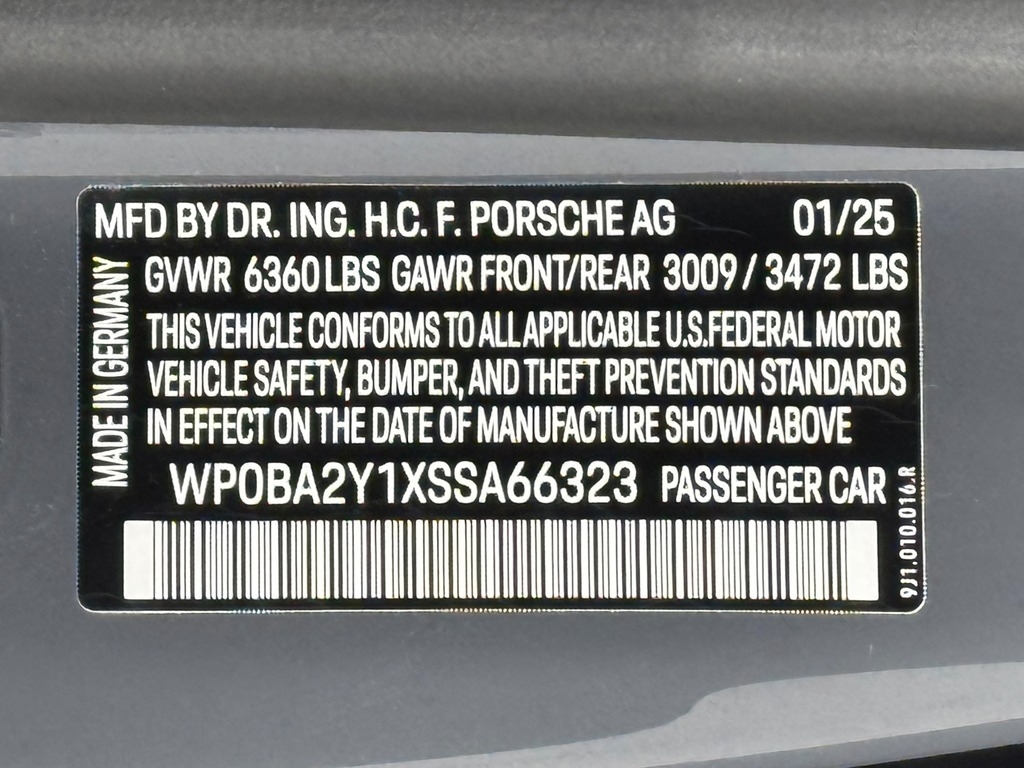 MFD BY DR. ING. H.C. F. PORSCHE AG 01/25
GVWR 6360 LBS GAWR FRONT/REAR 3009 / 3472 LBS
THIS VEHICLE CONFORMS TO ALL APPLICABLE U.S.FEDERAL MOTOR
VEHICLE SAFETY, BUMPER, AND THEFT PREVENTION STANDARDS
IN EFFECT ON THE DATE OF MANUFACTURE SHOWN ABOVE
WP0BA2Y1XSSA66323 PASSENGER CAR
MADE IN GERMANY
9J1.010.016.R